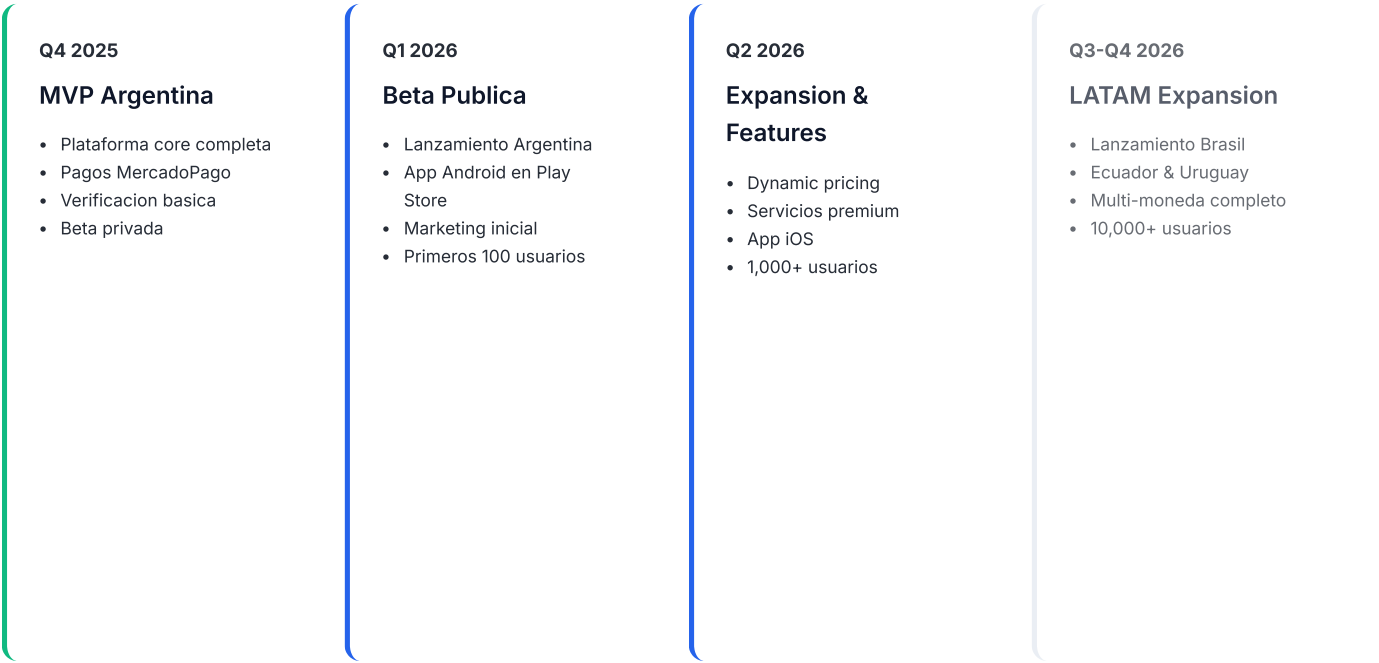 Q4 2025
MVP Argentina
• Plataforma core completa
• Pagos MercadoPago
• Verificacion basica
• Beta privada
Q1 2026
Beta Publica
• Lanzamiento Argentina
• App Android en Play
Store
• Marketing inicial
• Primeros 100 usuarios
Q2 2026
Expansion &
Features
• Dynamic pricing
• Servicios premium
• App iOS
• 1,000+ usuarios
Q3-Q4 2026
LATAM Expansion
• Lanzamiento Brasil
• Ecuador & Uruguay
• Multi-moneda completo
• 10,000+ usuarios